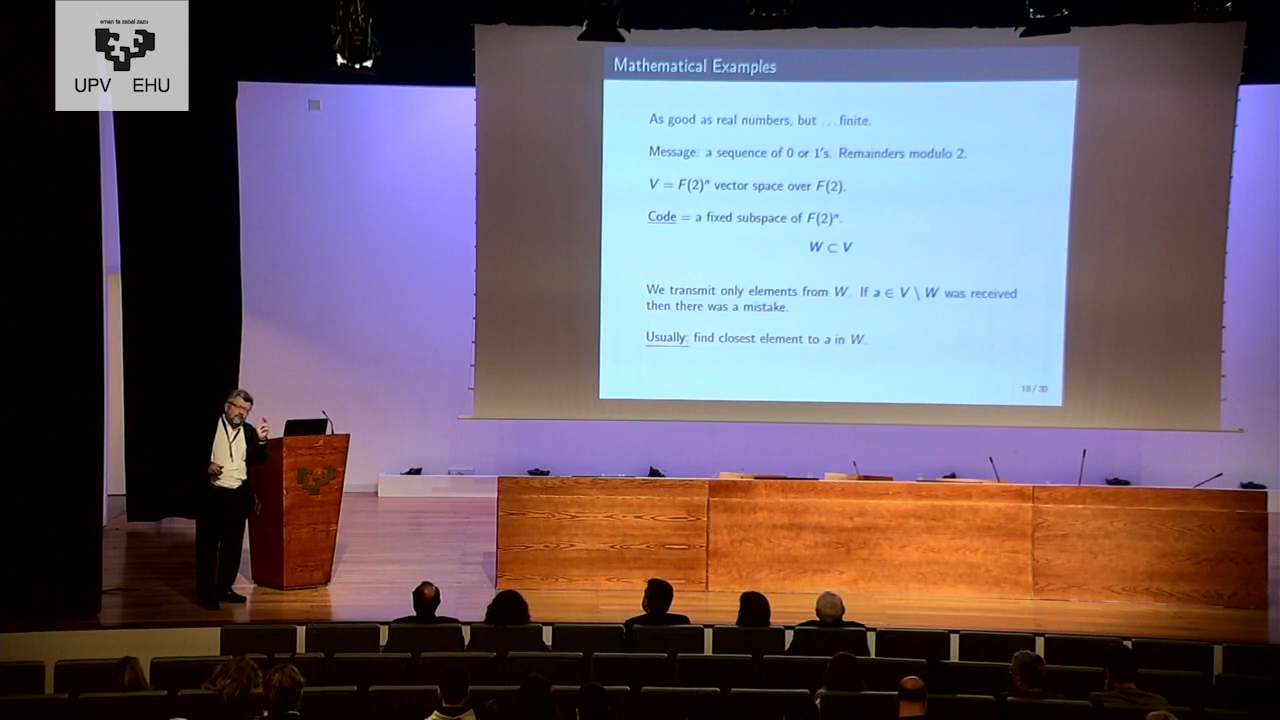 eman ta zabal zazu
UPV EHU
Mathematical Examples
As good as real numbers, but ... finite.
Message: a sequence of 0 or 1's. Remainders modulo 2.
V = F(2)ⁿ vector space over F(2).
Code = a fixed subspace of F(2)ⁿ.
W ⊂ V
We transmit only elements from W. If a ∈ V \ W was received
then there was a mistake.
Usually: find closest element to a in W.
18 / 30